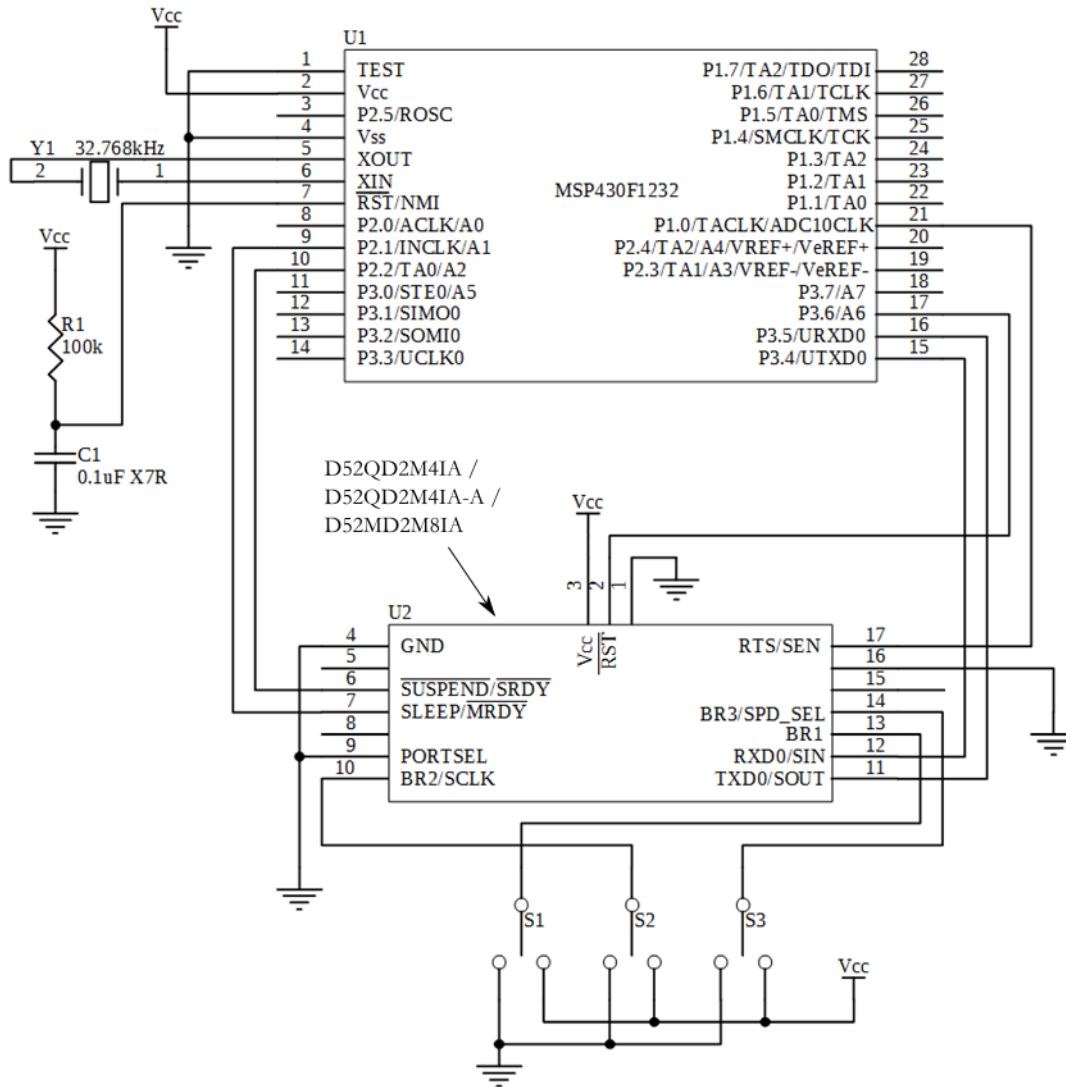 Vcc
U1
1 TEST
2 Vcc
3 P2.5/ROSC
4 Vss
5 XOUT
6 XIN
7 RST/NMI
8 P2.0/ACLK/A0
9 P2.1/INCLK/A1
10 P2.2/TA0/A2
11 P3.0/STE0/A5
12 P3.1/SIMO0
13 P3.2/SOMI0
14 P3.3/UCLK0
MSP430F1232
P1.7/TA2/TDO/TDI 28
P1.6/TA1/TCLK 27
P1.5/TA0/TMS 26
P1.4/SMCLK/TCK 25
P1.3/TA2 24
P1.2/TA1 23
P1.1/TA0 22
P1.0/TACLK/ADC10CLK 21
P2.4/TA2/A4/VREF+/VeREF+ 20
P2.3/TA1/A3/VREF-/VeREF- 19
P3.7/A7 18
P3.6/A6 17
P3.5/URXD0 16
P3.4/UTXD0 15
Y1 32.768kHz
2 1
Vcc
R1
100k
C1
0.1uF X7R
D52QD2M4IA /
D52QD2M4IA-A /
D52MD2M8IA
Vcc
3 2 1
U2
Vcc
RST
4 GND
5
6 SUSPEND/SRDY
7 SLEEP/MRDY
8
9 PORTSEL
10 BR2/SCLK
RTS/SEN 17
16
15
BR3/SPD_SEL 14
BR1 13
RXD0/SIN 12
TXD0/SOUT 11
S1 S2 S3
Vcc